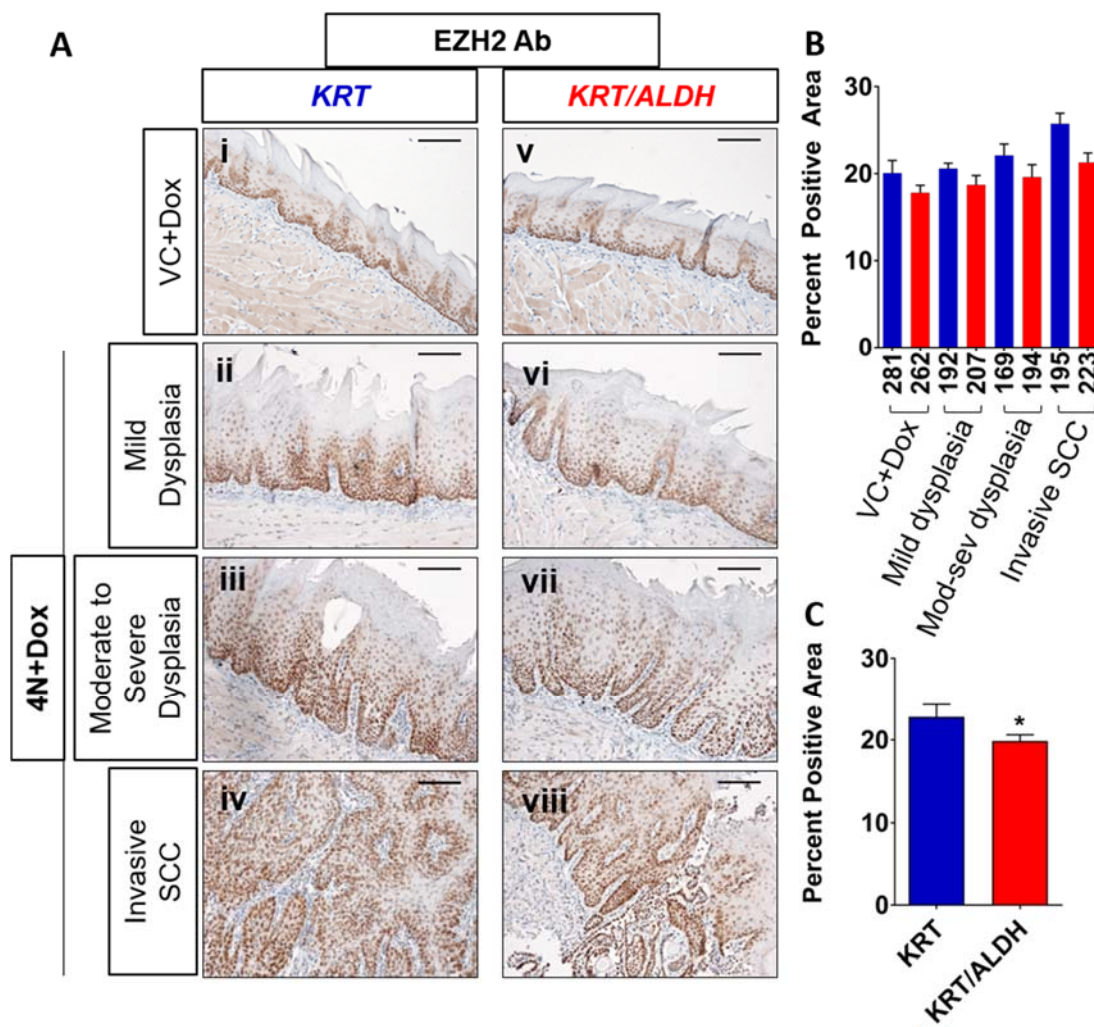 A
EZH2 Ab
KRT
KRT/ALDH
VC+Dox
i
v
4N+Dox
Mild
Dysplasia
ii
vi
Moderate to
Severe
Dysplasia
iii
vii
Invasive
SCC
iv
viii
B
Percent Positive Area
30
20
10
0
281
262
192
207
169
194
195
223
VC+Dox
Mild dysplasia
Mod-sev dysplasia
Invasive SCC
C
Percent Positive Area
30
20
10
0
*
KRT
KRT/ALDH